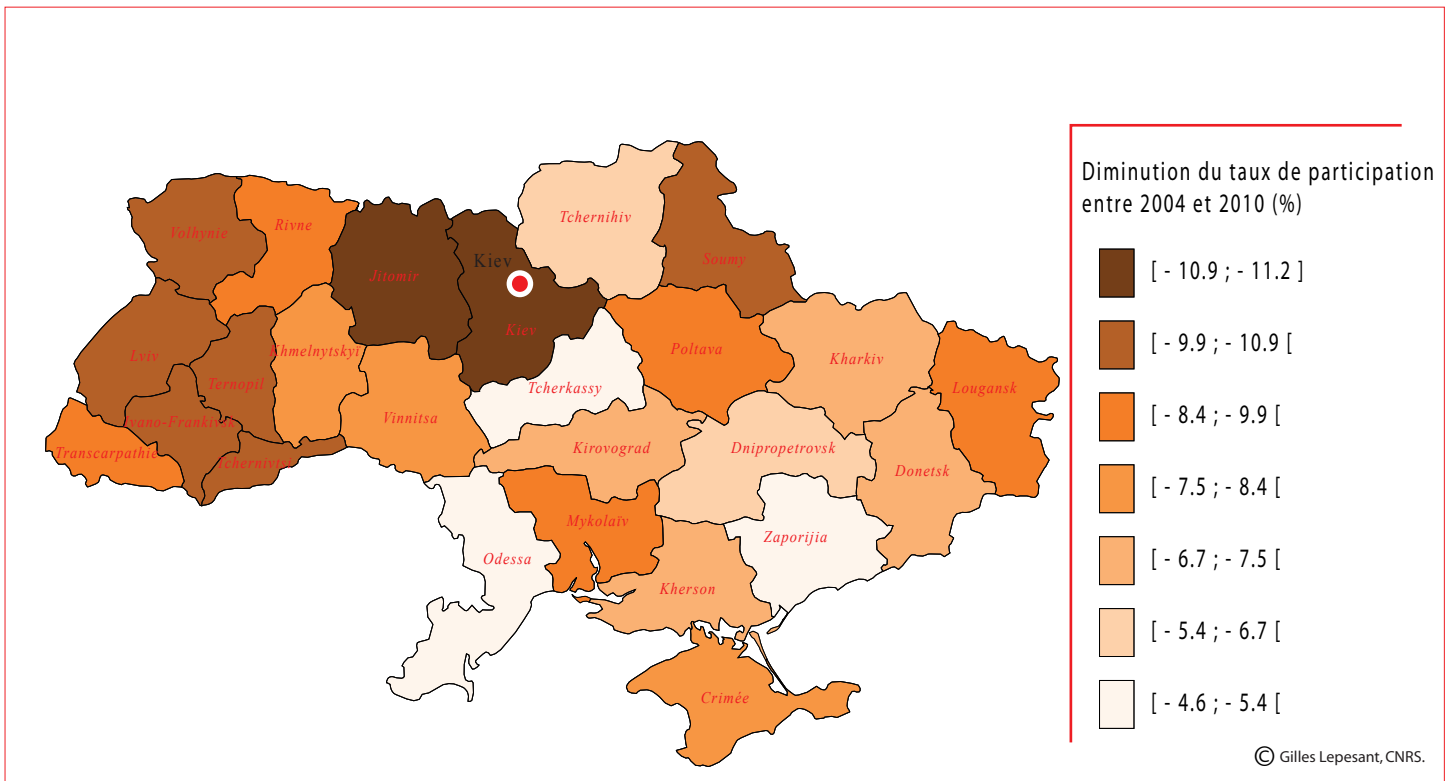 Volhynie
Rivne
Jitomir
Kiev
Kiev
Tchernihiv
Soumy
Lviv
Ternopil
Khmelnytskyï
Ivano-Frankivsk
Transcarpathie
Tchernivtsi
Vinnitsa
Tcherkassy
Poltava
Kharkiv
Lougansk
Kirovograd
Dnipropetrovsk
Donetsk
Mykolaïv
Odessa
Zaporijia
Kherson
Crimée
Diminution du taux de participation
entre 2004 et 2010 (%)
[ - 10.9 ; - 11.2 ]
[ - 9.9 ; - 10.9 [
[ - 8.4 ; - 9.9 [
[ - 7.5 ; - 8.4 [
[ - 6.7 ; - 7.5 [
[ - 5.4 ; - 6.7 [
[ - 4.6 ; - 5.4 [
© Gilles Lepesant, CNRS.